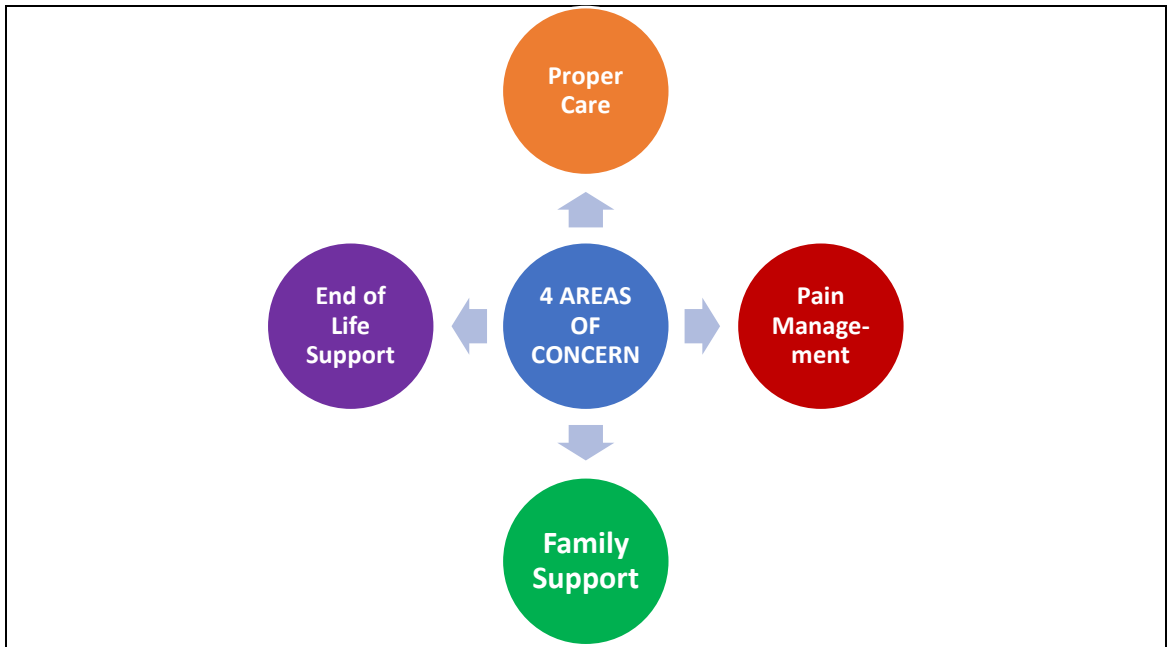 Proper
Care
End of
Life
Support
4 AREAS
OF
CONCERN
Pain
Manage-
ment
Family
Support